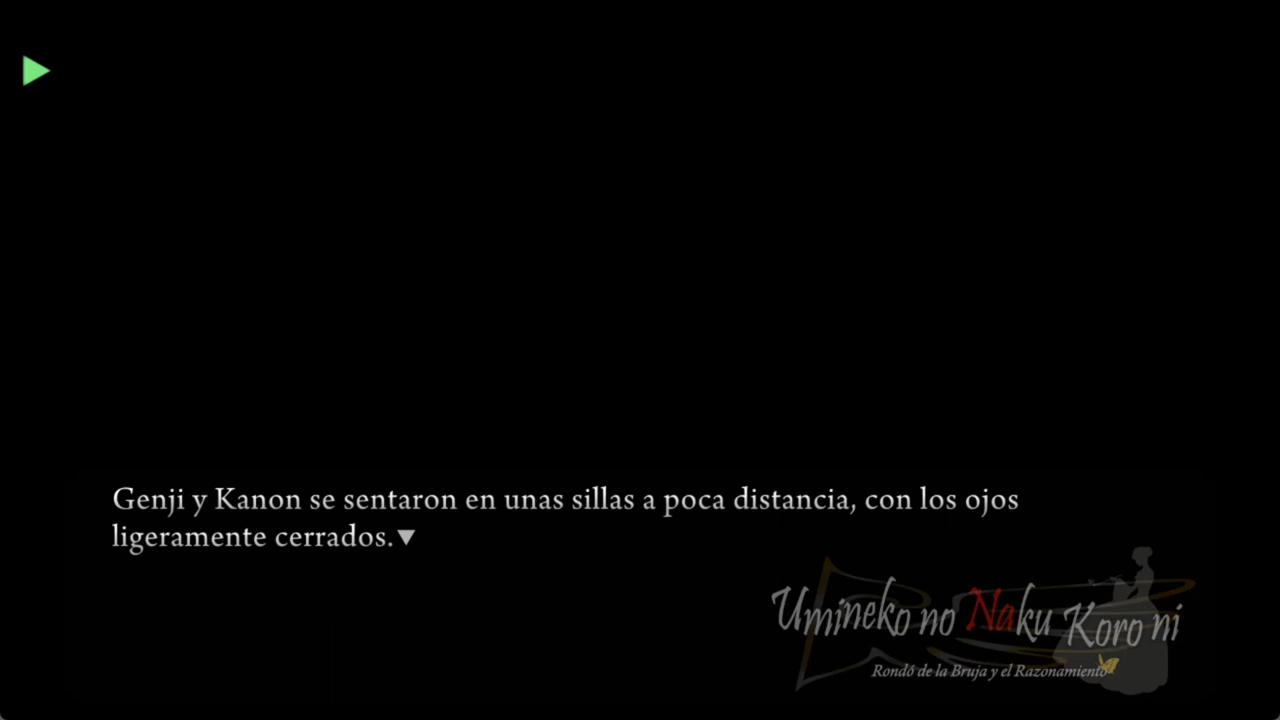 Genji y Kanon se sentaron en unas sillas a poca distancia, con los ojos
ligeramente cerrados.
Umineko no Naku Koro ni
Rondó de la Bruja y el Razonamiento